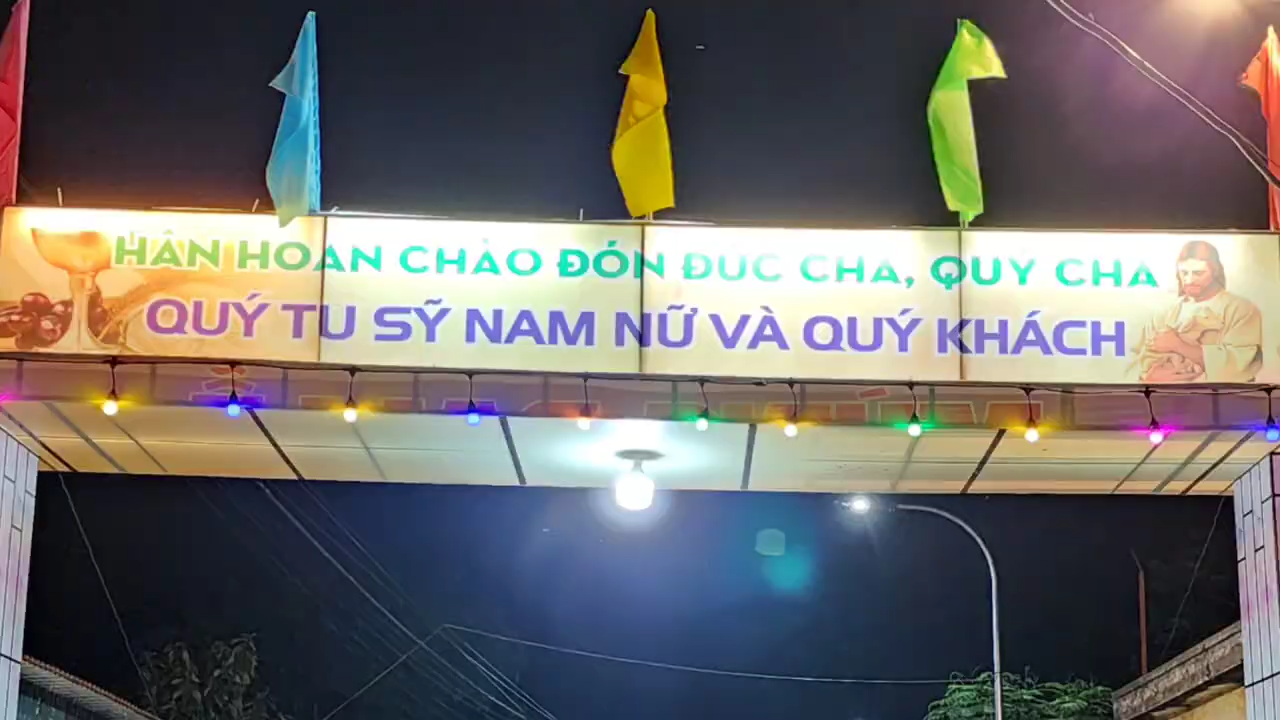 HÂN HOAN CHÀO ĐÓN ĐỨC CHA, QUÝ CHA
QUÝ TU SỸ NAM NỮ VÀ QUÝ KHÁCH